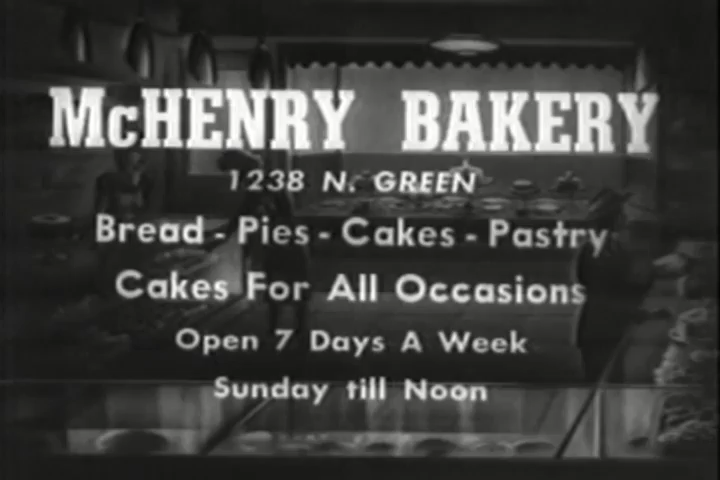 McHENRY BAKERY
1238 N. GREEN
Bread - Pies - Cakes - Pastry
Cakes For All Occasions
Open 7 Days A Week
Sunday till Noon